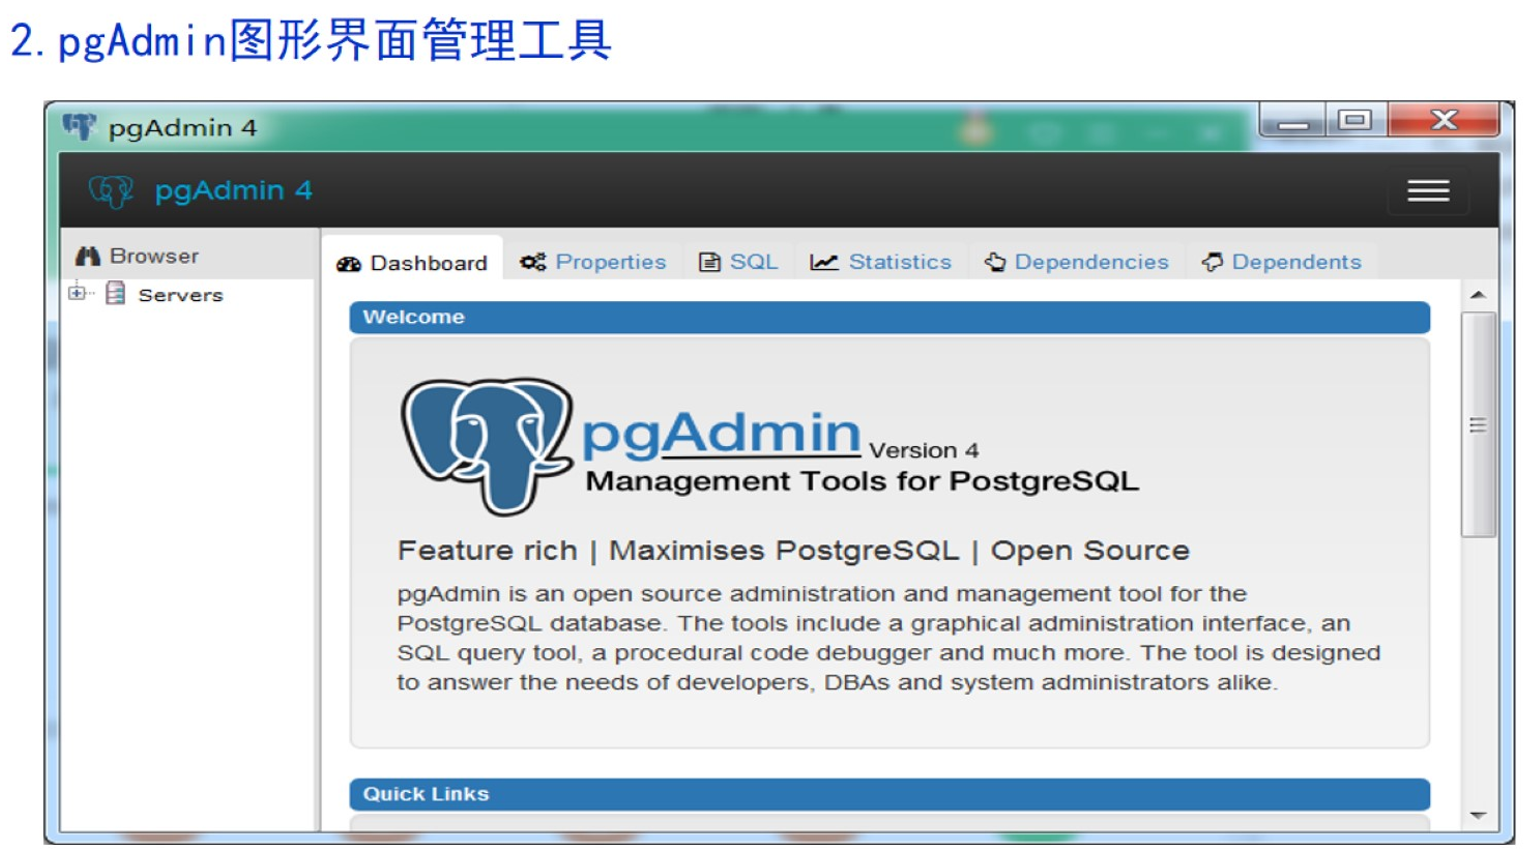 2.pgAdmin图形界面管理工具
pgAdmin 4
pgAdmin 4
Browser
Servers
Dashboard Properties SQL Statistics Dependencies Dependents
Welcome
pgAdmin Version 4
Management Tools for PostgreSQL
Feature rich | Maximises PostgreSQL | Open Source
pgAdmin is an open source administration and management tool for the
PostgreSQL database. The tools include a graphical administration interface, an
SQL query tool, a procedural code debugger and much more. The tool is designed
to answer the needs of developers, DBAs and system administrators alike.
Quick Links